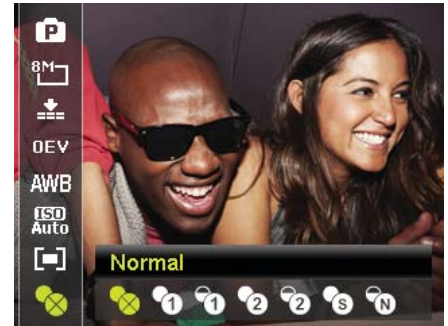 P
8M
0EV
AWB
ISO
Auto
Normal
1 1 2 2 S N